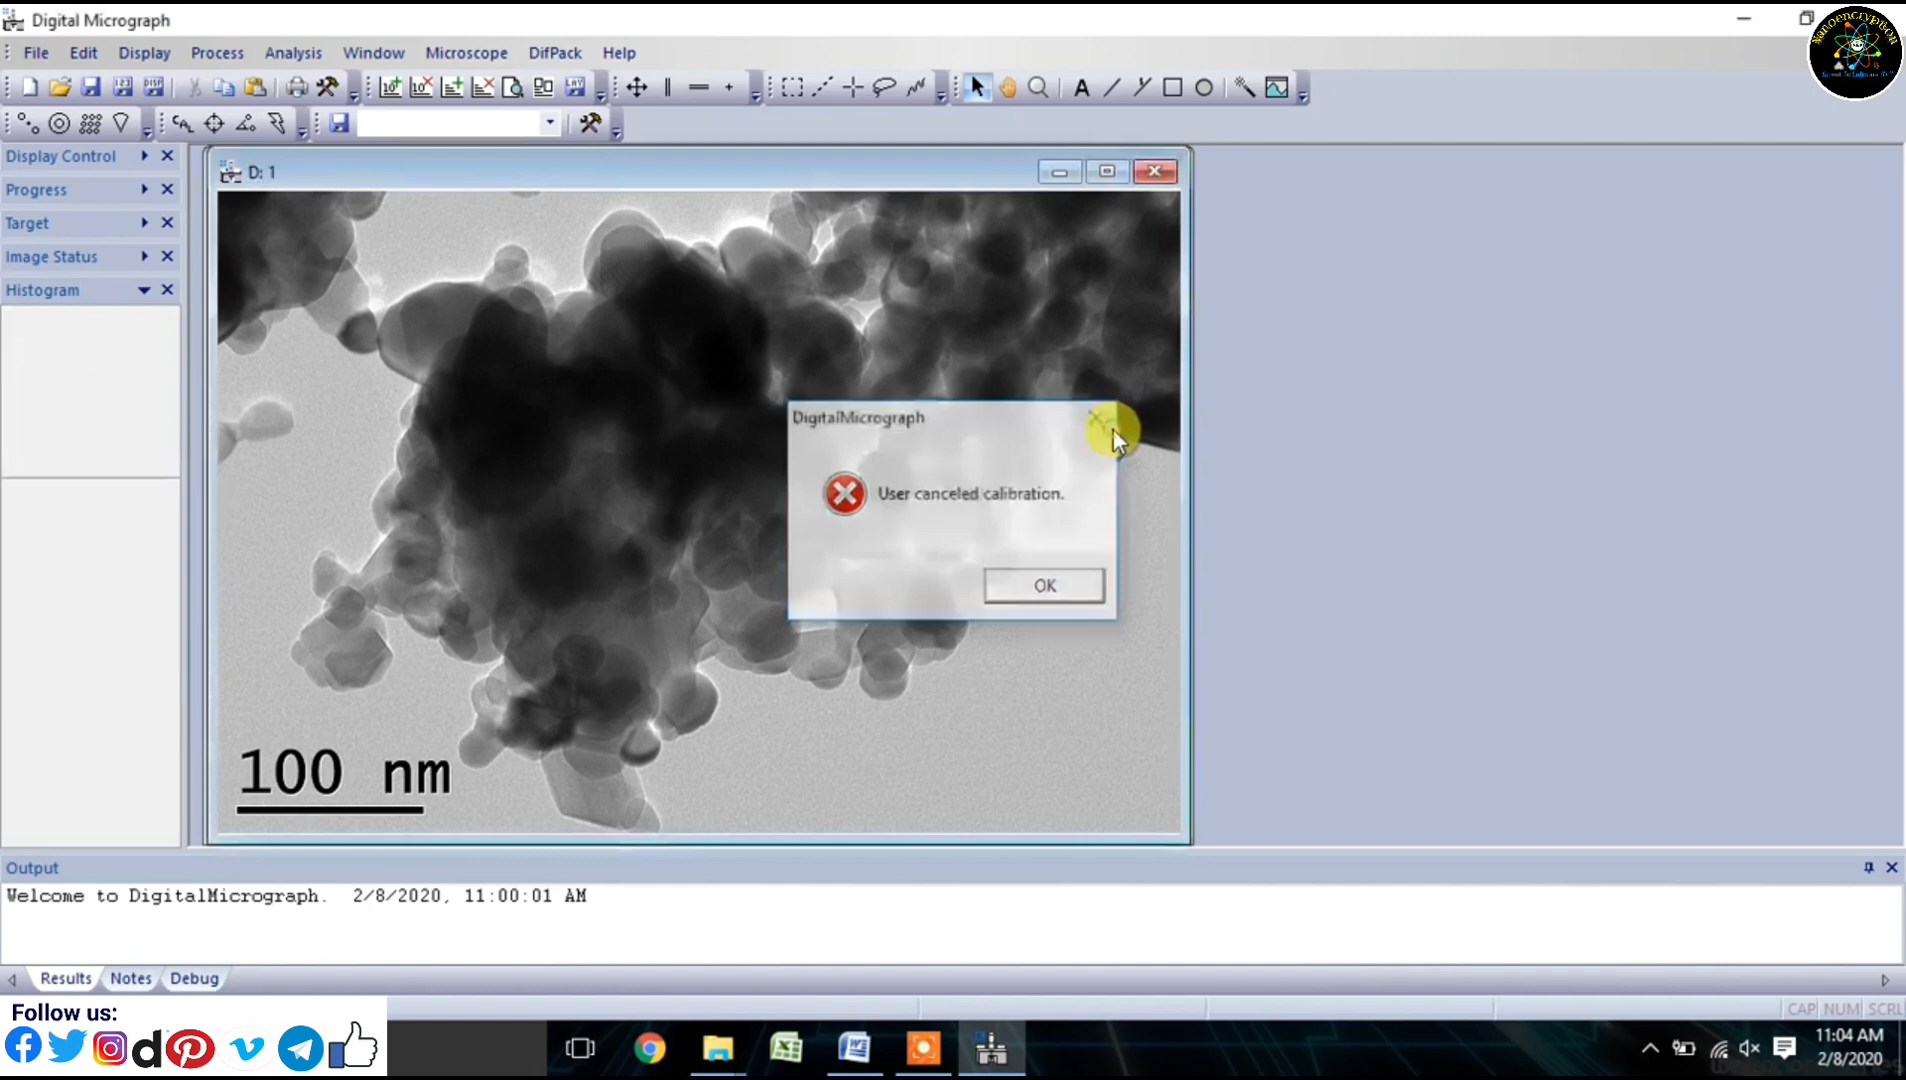 Digital Micrograph
File Edit Display Process Analysis Window Microscope DifPack Help
CAL
Display Control
Progress
Target
Image Status
Histogram
D: 1
DigitalMicrograph
User canceled calibration.
OK
100 nm
Output
Welcome to DigitalMicrograph. 2/8/2020, 11:00:01 AM
Results Notes Debug
CAP NUM SCRL
Follow us:
11:04 AM
2/8/2020